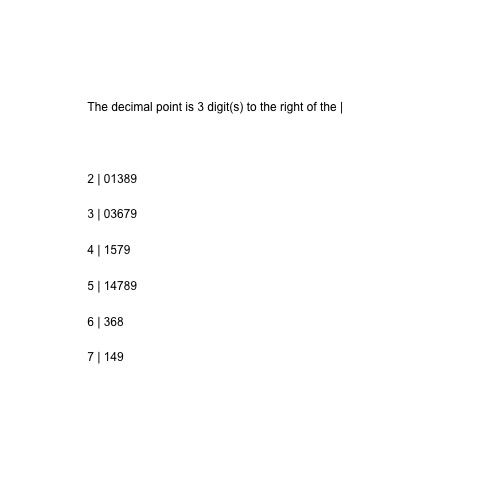 The decimal point is 3 digit(s) to the right of the |
2 | 01389
3 | 03679
4 | 1579
5 | 14789
6 | 368
7 | 149